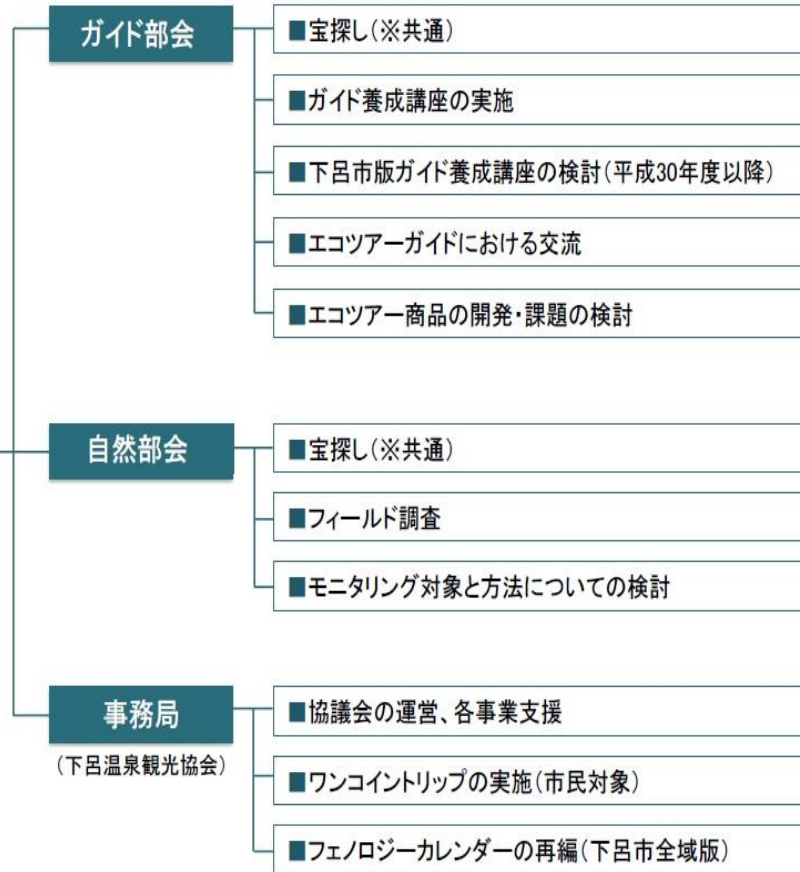 ガイド部会
■宝探し(※共通)
■ガイド養成講座の実施
■下呂市版ガイド養成講座の検討(平成30年度以降)
■エコツアーガイドにおける交流
■エコツアー商品の開発・課題の検討
自然部会
■宝探し(※共通)
■フィールド調査
■モニタリング対象と方法についての検討
事務局
(下呂温泉観光協会)
■協議会の運営、各事業支援
■ワンコイントリップの実施(市民対象)
■フェノロジーカレンダーの再編(下呂市全域版)